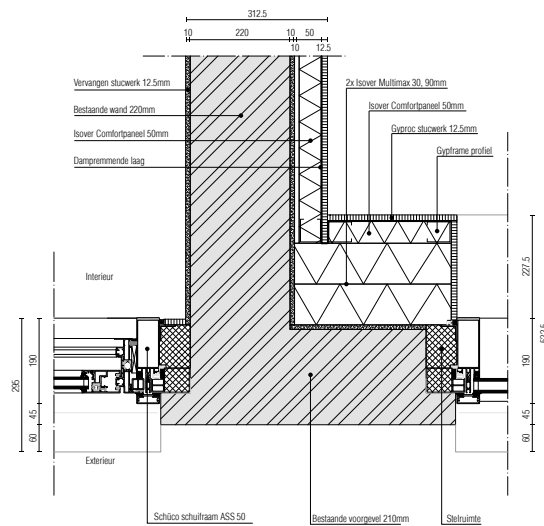 312.5
10 220 10 50
10 12.5
Vervangen stucwerk 12.5mm
2x Isover Multimax 30, 90mm
Bestaande wand 220mm
Isover Comfortpaneel 50mm
Isover Comfortpaneel 50mm
Gyproc stucwerk 12.5mm
Dampremmende laag
Gypframe profiel
Interieur
227.5
295
190
45
60
190
45
60
Exterieur
Schüco schuifraam ASS 50
Bestaande voorgevel 210mm
Stelruimte